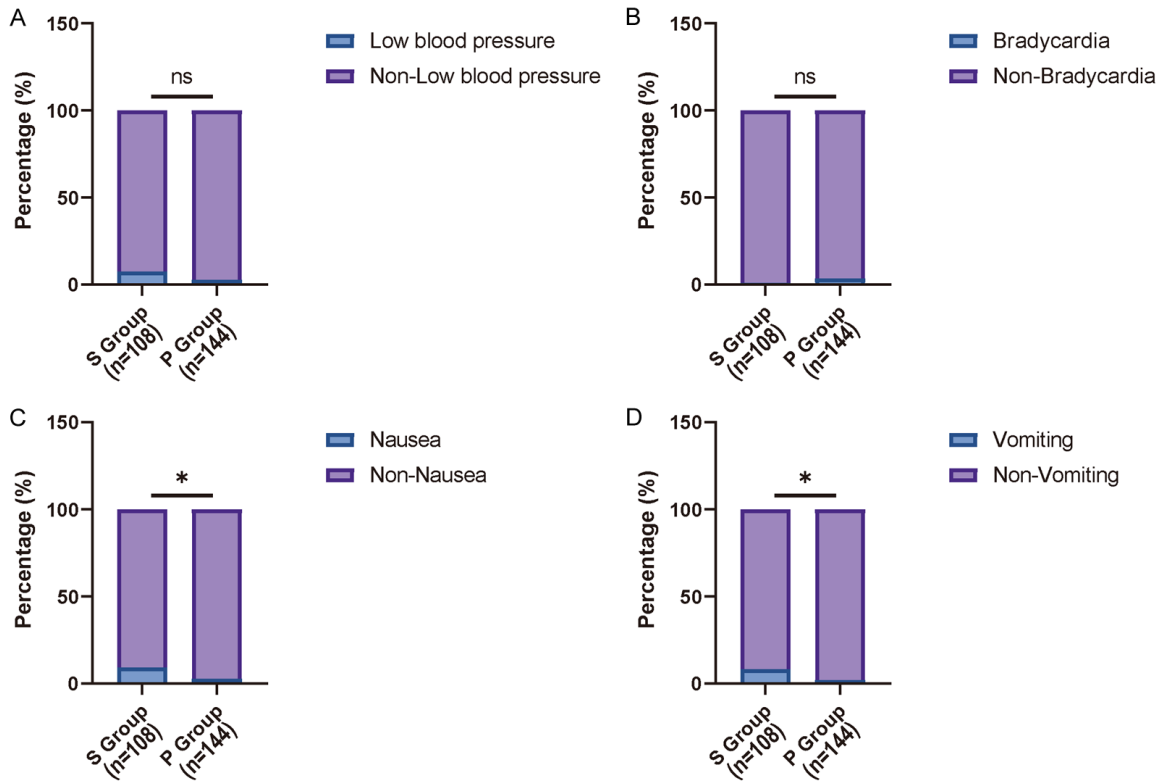 A
150
100
50
0
Percentage (%)
ns
Low blood pressure
Non-Low blood pressure
S Group
(n=108)
P Group
(n=144)
B
150
100
50
0
Percentage (%)
ns
Bradycardia
Non-Bradycardia
S Group
(n=108)
P Group
(n=144)
C
150
100
50
0
Percentage (%)
*
Nausea
Non-Nausea
S Group
(n=108)
P Group
(n=144)
D
150
100
50
0
Percentage (%)
*
Vomiting
Non-Vomiting
S Group
(n=108)
P Group
(n=144)